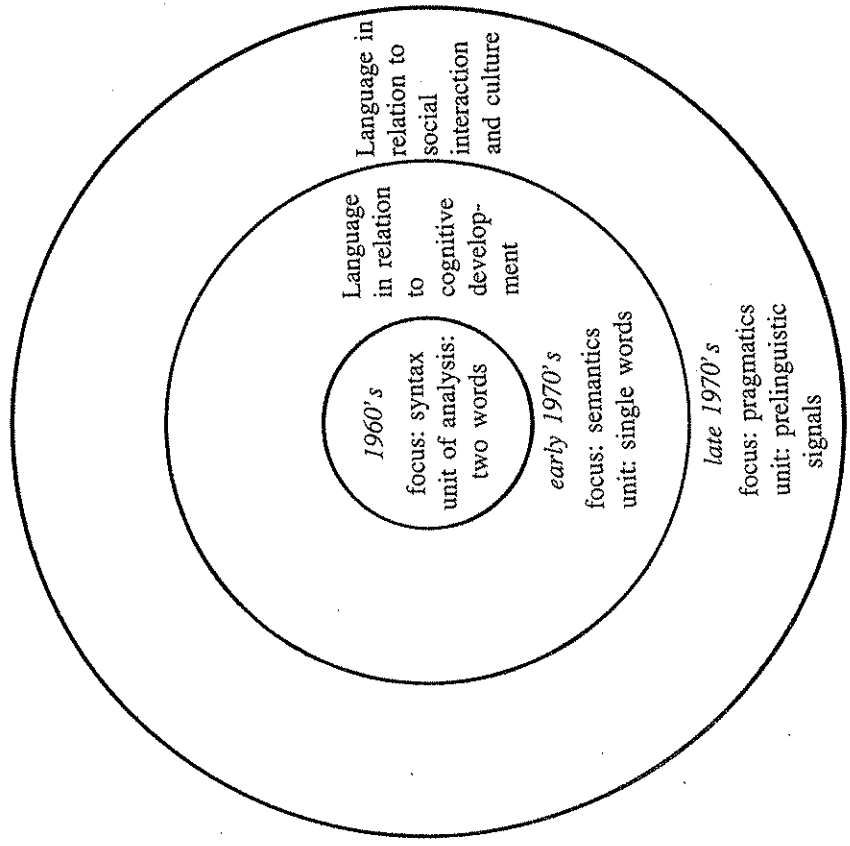 1960's
focus: syntax
unit of analysis:
two words
early 1970's
focus: semantics
unit: single words
late 1970's
focus: pragmatics
unit: prelinguistic
signals
Language
in relation
to
cognitive
develop-
ment
Language in
relation to
social
interaction
and culture